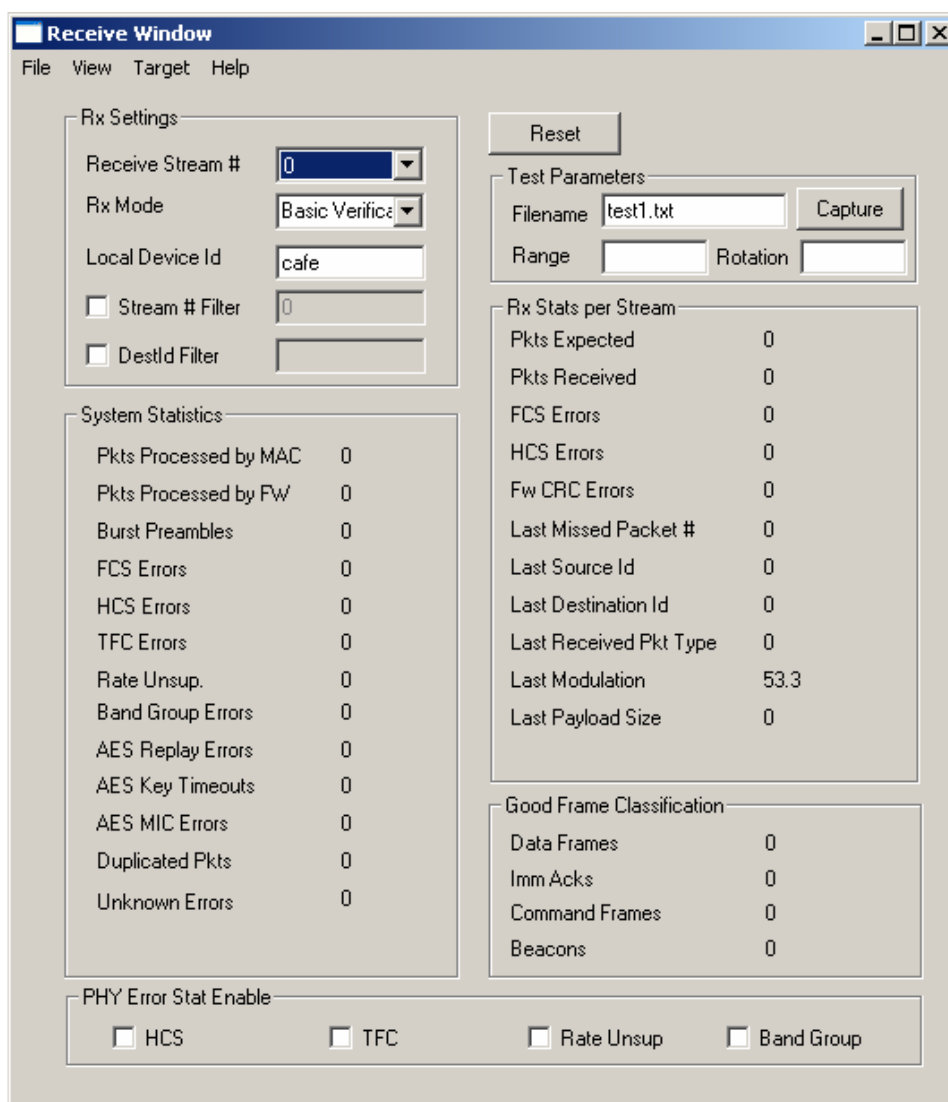 Receive Window
File View Target Help
Rx Settings
Receive Stream # 0
Rx Mode Basic Verifica
Local Device Id cafe
Stream # Filter 0
DestId Filter
Reset
Test Parameters
Filename test1.txt Capture
Range Rotation
System Statistics
Pkts Processed by MAC 0
Pkts Processed by FW 0
Burst Preambles 0
FCS Errors 0
HCS Errors 0
TFC Errors 0
Rate Unsup. 0
Band Group Errors 0
AES Replay Errors 0
AES Key Timeouts 0
AES MIC Errors 0
Duplicated Pkts 0
Unknown Errors 0
Rx Stats per Stream
Pkts Expected 0
Pkts Received 0
FCS Errors 0
HCS Errors 0
Fw CRC Errors 0
Last Missed Packet # 0
Last Source Id 0
Last Destination Id 0
Last Received Pkt Type 0
Last Modulation 53.3
Last Payload Size 0
Good Frame Classification
Data Frames 0
Imm Acks 0
Command Frames 0
Beacons 0
PHY Error Stat Enable
HCS TFC Rate Unsup Band Group